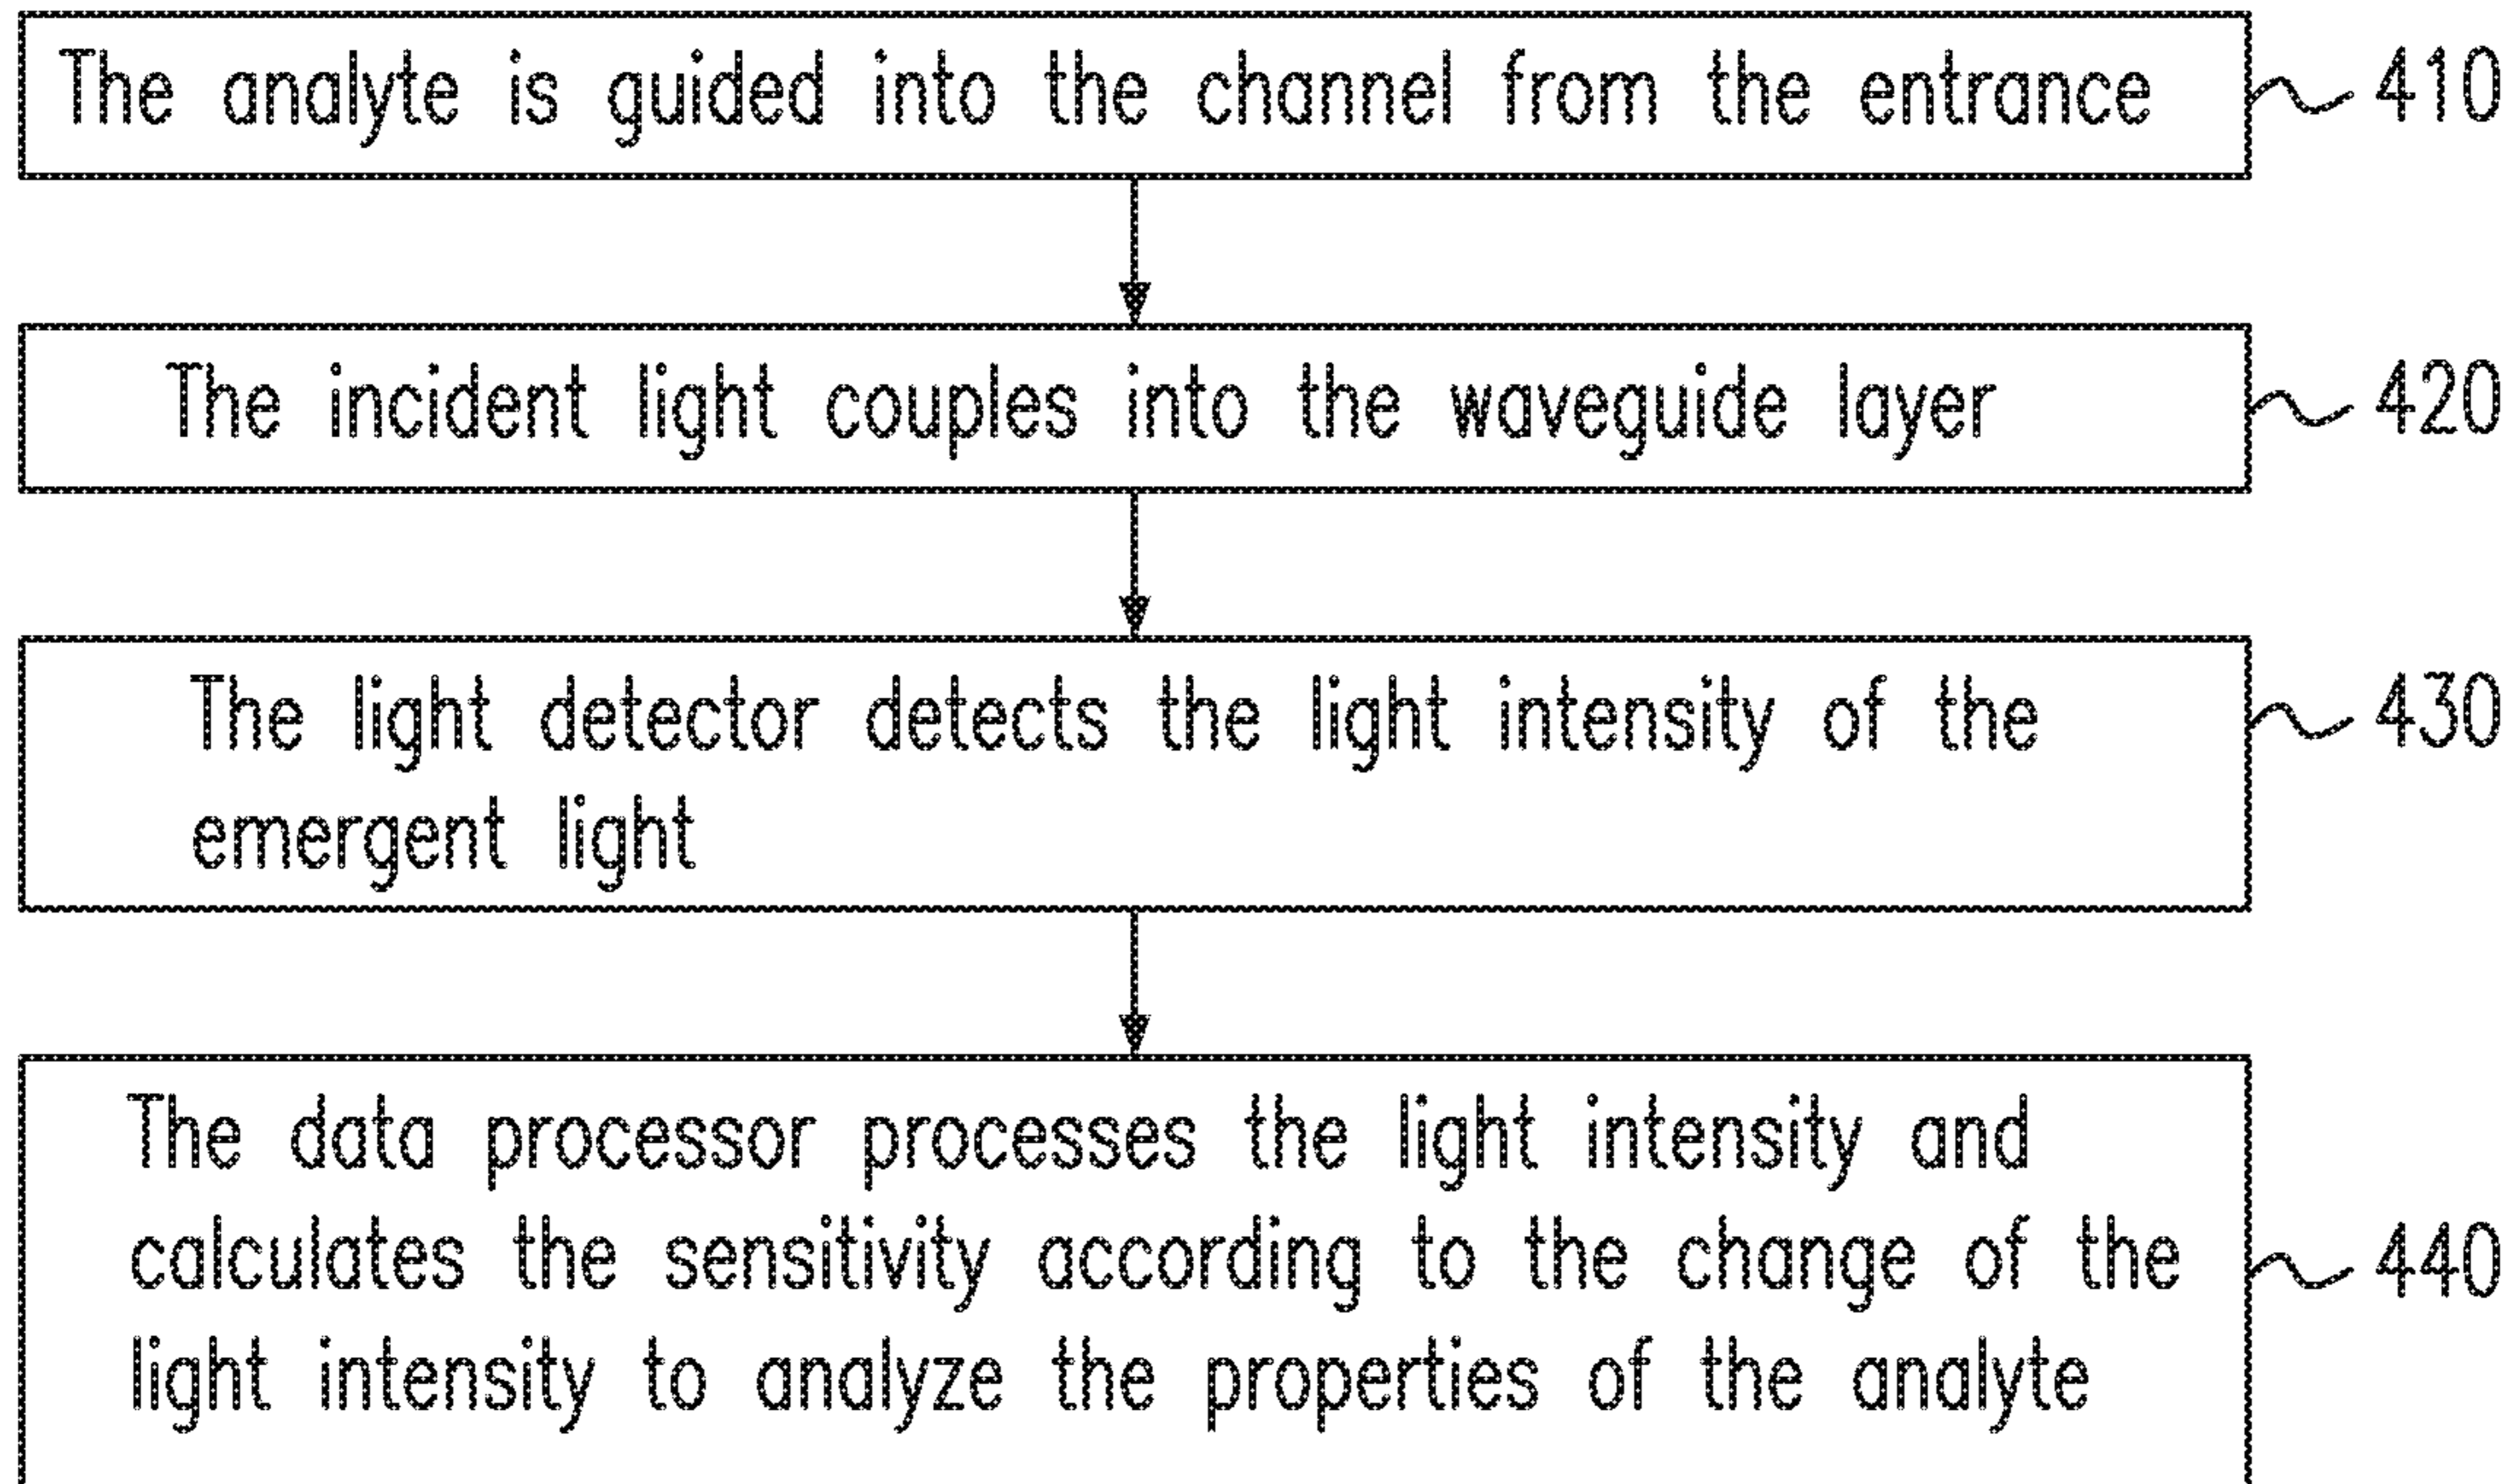 The analyte is guided into the channel from the entrance 410
The incident light couples into the waveguide layer 420
The light detector detects the light intensity of the 430
emergent light
The data processor processes the light intensity and
calculates the sensitivity according to the change of the 440
light intensity to analyze the properties of the analyte